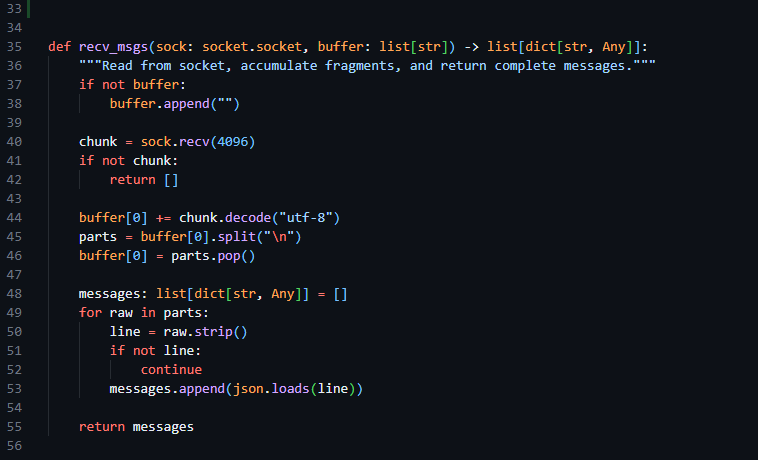 33
34
35 def recv_msgs(sock: socket.socket, buffer: list[str]) -> list[dict[str, Any]]:
36     """Read from socket, accumulate fragments, and return complete messages."""
37     if not buffer:
38         buffer.append("")
39
40     chunk = sock.recv(4096)
41     if not chunk:
42         return []
43
44     buffer[0] += chunk.decode("utf-8")
45     parts = buffer[0].split("\n")
46     buffer[0] = parts.pop()
47
48     messages: list[dict[str, Any]] = []
49     for raw in parts:
50         line = raw.strip()
51         if not line:
52             continue
53         messages.append(json.loads(line))
54
55     return messages
56